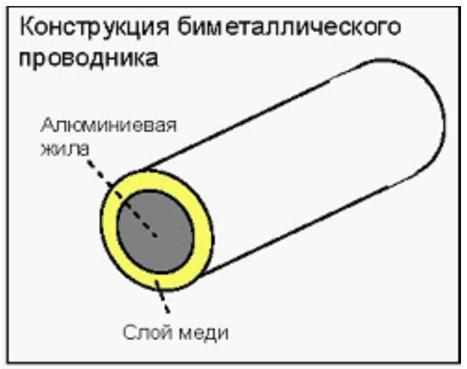 Конструкция биметаллического
проводника
Алюминиевая
жила
Слой меди